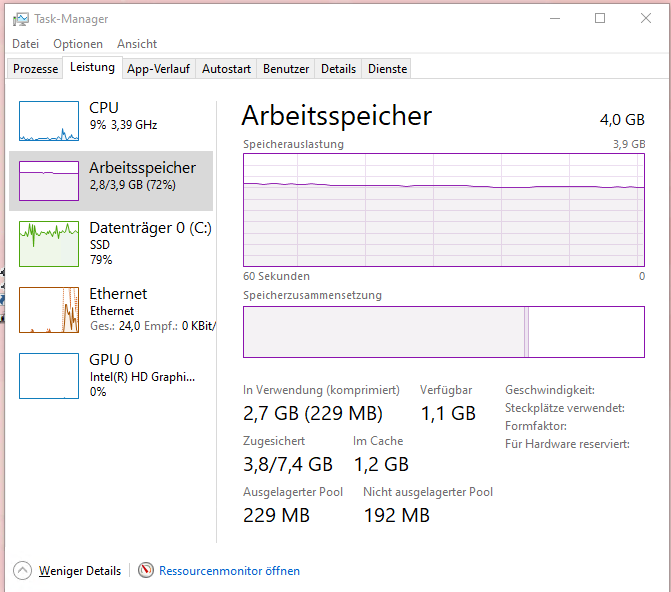 Task-Manager
Datei Optionen Ansicht
Prozesse Leistung App-Verlauf Autostart Benutzer Details Dienste
CPU
9% 3,39 GHz
Arbeitsspeicher
2,8/3,9 GB (72%)
Datenträger 0 (C:)
SSD
79%
Ethernet
Ethernet
Ges.: 24,0 Empf.: 0 KBit/
GPU 0
Intel(R) HD Graphi...
0%
Arbeitsspeicher 4,0 GB
Speicherauslastung 3,9 GB
60 Sekunden 0
Speicherzusammensetzung
In Verwendung (komprimiert) Verfügbar
2,7 GB (229 MB) 1,1 GB
Zugesichert Im Cache
3,8/7,4 GB 1,2 GB
Ausgelagerter Pool Nicht ausgelagerter Pool
229 MB 192 MB
Geschwindigkeit:
Steckplätze verwendet:
Formfaktor:
Für Hardware reserviert:
Weniger Details Ressourcenmonitor öffnen